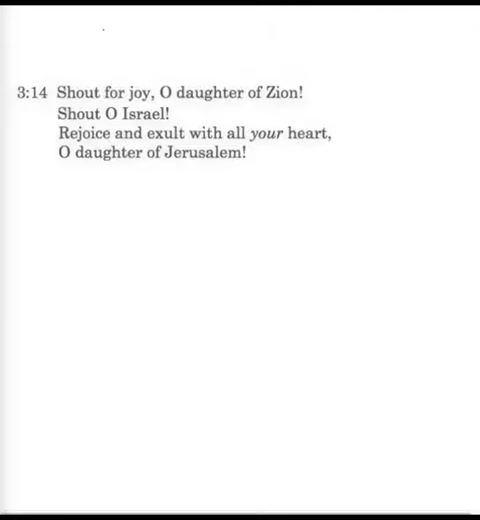 3:14 Shout for joy, O daughter of Zion!
Shout O Israel!
Rejoice and exult with all your heart,
O daughter of Jerusalem!